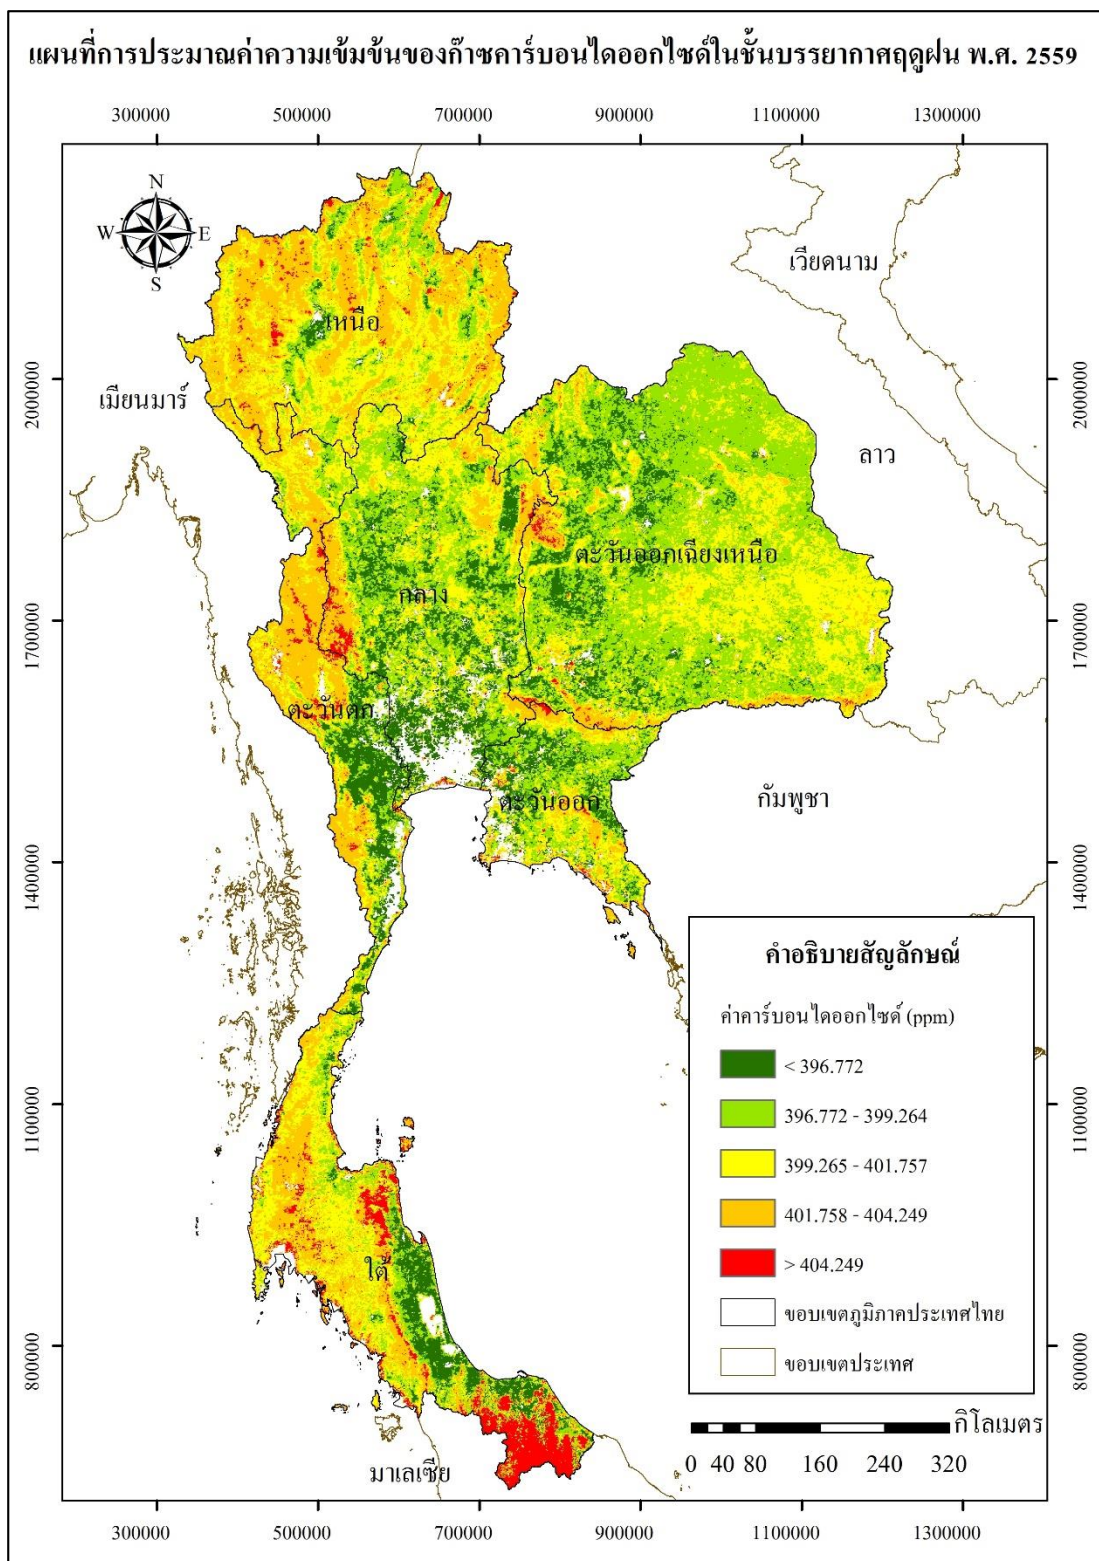 แผนที่การประมาณค่าความเข้มข้นของก๊าซคาร์บอนไดออกไซด์ในชั้นบรรยากาศฤดูฝน พ.ศ. 2559
300000 500000 700000 900000 1100000 1300000
N
W E
S
เวียดนาม
เหนือ
2000000 2000000
เมียนมาร์
ลาว
ตะวันออกเฉียงเหนือ
กลาง
1700000 1700000
ตะวันตก
ตะวันออก
กัมพูชา
1400000 1400000
คำอธิบายสัญลักษณ์
ค่าคาร์บอนไดออกไซด์ (ppm)
< 396.772
396.772 - 399.264
1100000 1100000
399.265 - 401.757
401.758 - 404.249
> 404.249
ใต้
ขอบเขตภูมิภาคประเทศไทย
ขอบเขตประเทศ
800000 800000
กิโลเมตร
0 40 80 160 240 320
มาเลเซีย
300000 500000 700000 900000 1100000 1300000